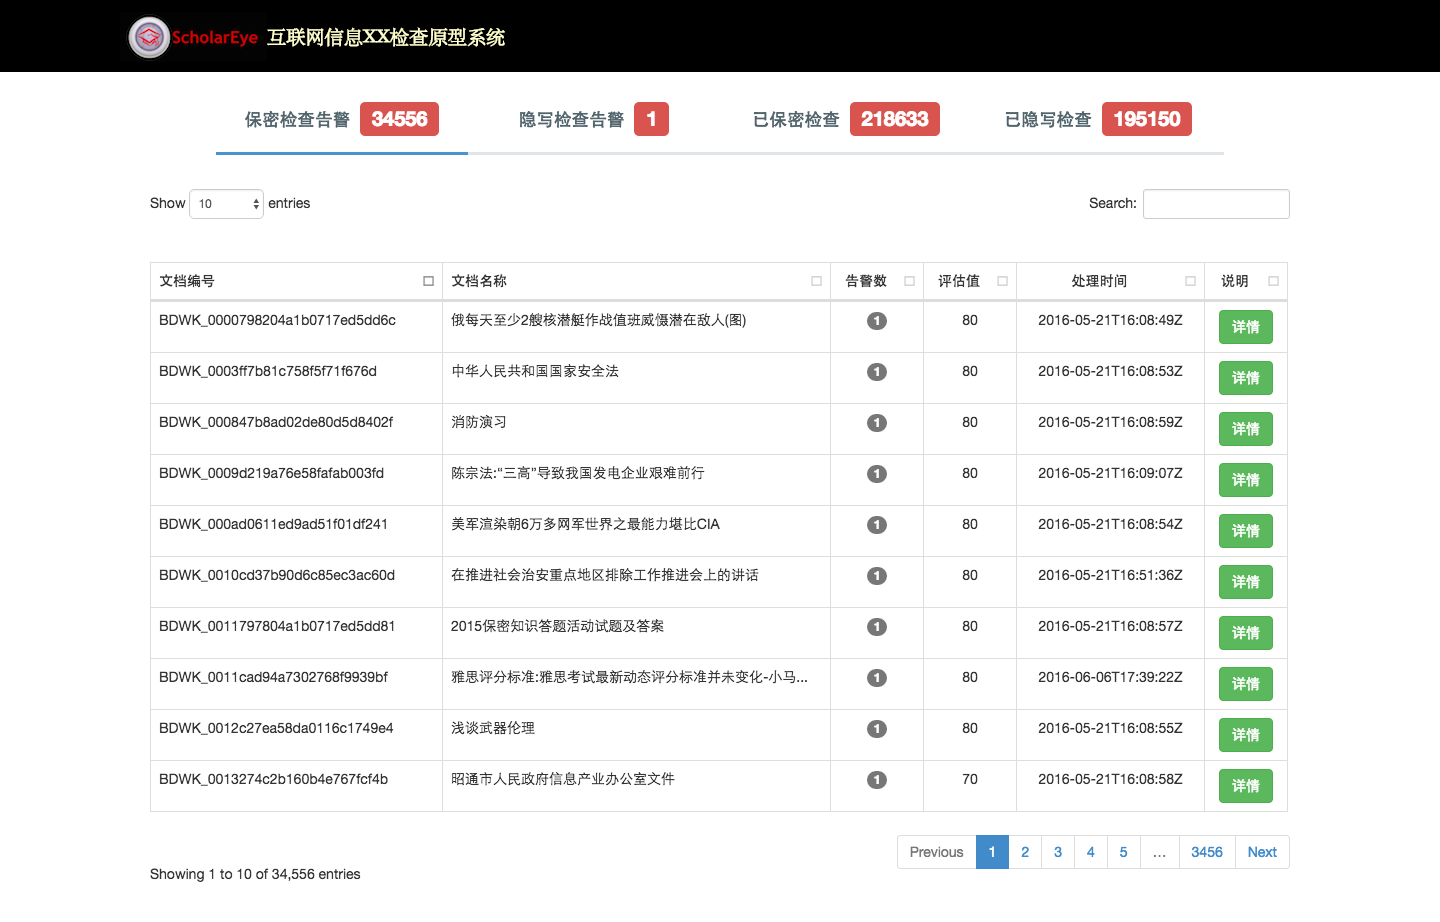 ScholarEye 互联网信息XX检查原型系统
保密检查告警 34556 隐写检查告警 1 已保密检查 218633 已隐写检查 195150
Show 10 entries Search:
文档编号 文档名称 告警数 评估值 处理时间 说明
BDWK_0000798204a1b0717ed5dd6c 俄每天至少2艘核潜艇作战值班威慑潜在敌人(图) 1 80 2016-05-21T16:08:49Z 详情
BDWK_0003ff7b81c758f5f71f676d 中华人民共和国国家安全法 1 80 2016-05-21T16:08:53Z 详情
BDWK_000847b8ad02de80d5d8402f 消防演习 1 80 2016-05-21T16:08:59Z 详情
BDWK_0009d219a76e58fafab003fd 陈宗法:“三高”导致我国发电企业艰难前行 1 80 2016-05-21T16:09:07Z 详情
BDWK_000ad0611ed9ad51f01df241 美军渲染朝6万多网军世界之最能力堪比CIA 1 80 2016-05-21T16:08:54Z 详情
BDWK_0010cd37b90d6c85ec3ac60d 在推进社会治安重点地区排除工作推进会上的讲话 1 80 2016-05-21T16:51:36Z 详情
BDWK_0011797804a1b0717ed5dd81 2015保密知识答题活动试题及答案 1 80 2016-05-21T16:08:57Z 详情
BDWK_0011cad94a7302768f9939bf 雅思评分标准:雅思考试最新动态评分标准并未变化-小马... 1 80 2016-06-06T17:39:22Z 详情
BDWK_0012c27ea58da0116c1749e4 浅谈武器伦理 1 80 2016-05-21T16:08:55Z 详情
BDWK_0013274c2b160b4e767fcf4b 昭通市人民政府信息产业办公室文件 1 70 2016-05-21T16:08:58Z 详情
Previous 1 2 3 4 5 … 3456 Next
Showing 1 to 10 of 34,556 entries